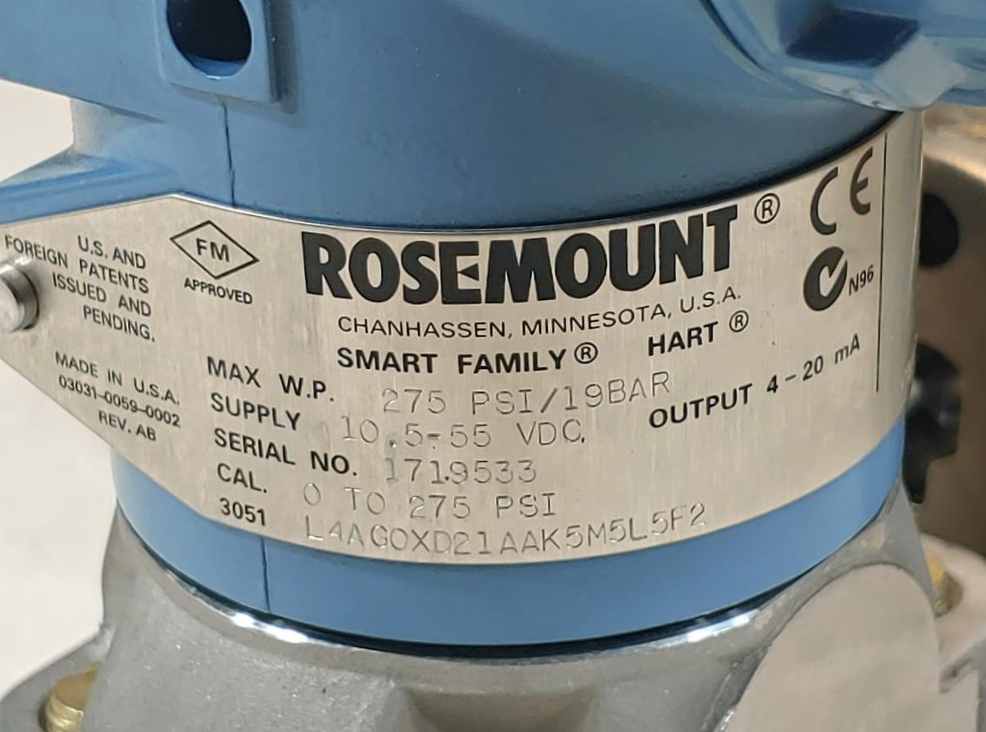 U.S. AND
FOREIGN PATENTS
ISSUED AND
PENDING.
MADE IN U.S.A.
03031-0059-0002
REV. AB
FM
APPROVED
ROSEMOUNT®
CHANHASSEN, MINNESOTA, U.S.A.
SMART FAMILY® HART®
CE
N96
MAX W.P. 275 PSI/19BAR
SUPPLY 10.5-55 VDC. OUTPUT 4-20 mA
SERIAL NO. 1719533
CAL. 0 TO 275 PSI
3051 L4AG0XD21AAK5M5L5F2